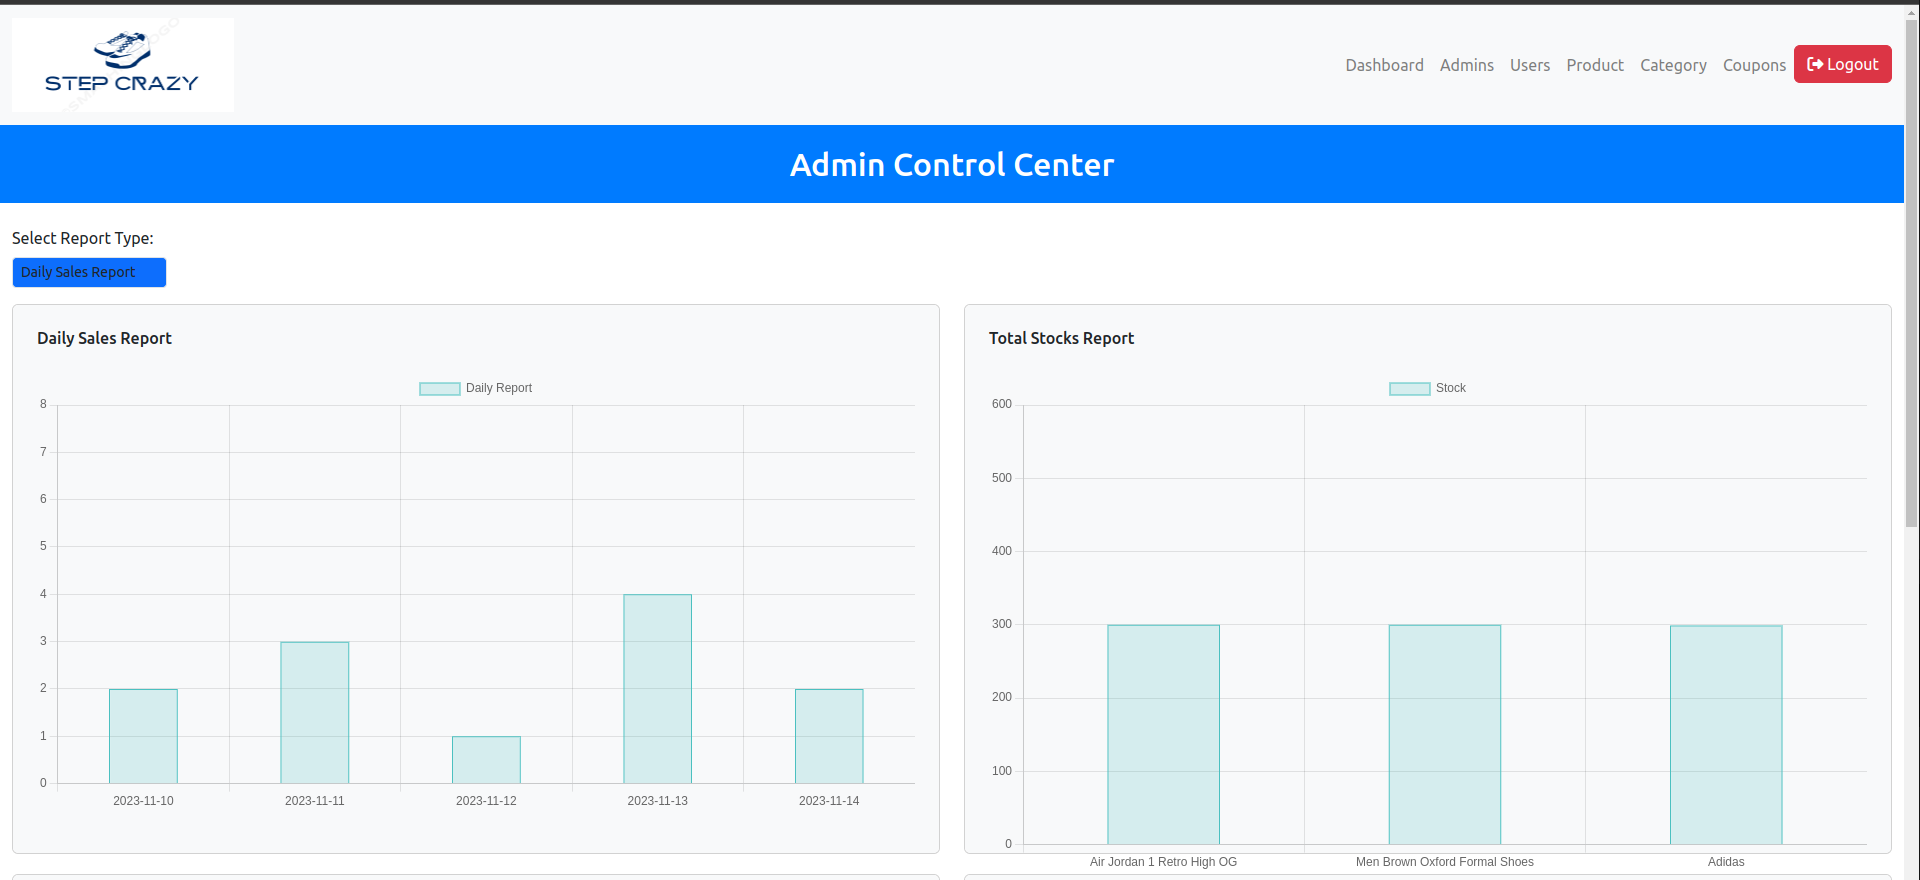 STEP CRAZY
Dashboard Admins Users Product Category Coupons Logout
Admin Control Center
Select Report Type:
Daily Sales Report
Daily Sales Report
Daily Report
8
7
6
5
4
3
2
1
0
2023-11-10 2023-11-11 2023-11-12 2023-11-13 2023-11-14
Total Stocks Report
Stock
600
500
400
300
200
100
0
Air Jordan 1 Retro High OG Men Brown Oxford Formal Shoes Adidas